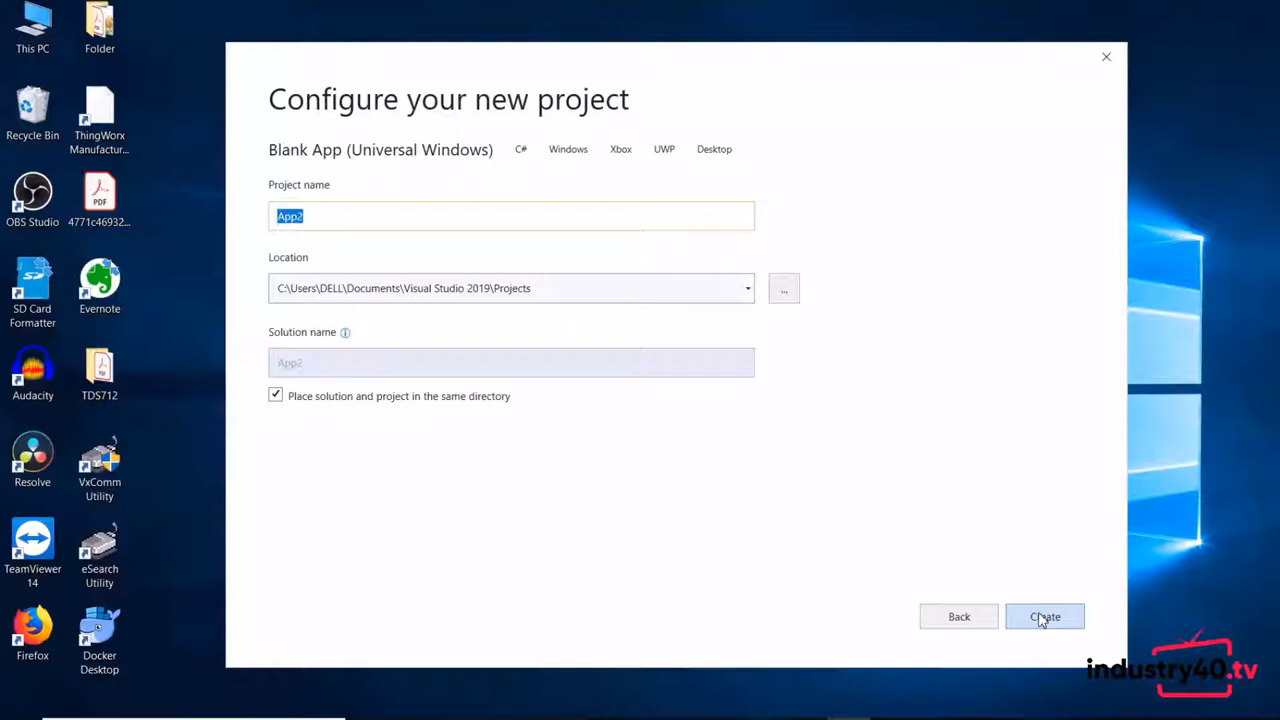 This PC
Folder
Recycle Bin
ThingWorx
Manufactur...
OBS Studio
PDF
4771c46932...
SD
SD Card
Formatter
Evernote
Audacity
TDS712
Resolve
VxComm
Utility
TeamViewer
14
eSearch
Utility
Firefox
Docker
Desktop
Configure your new project
Blank App (Universal Windows) C# Windows Xbox UWP Desktop
Project name
App2
Location
C:\Users\DELL\Documents\Visual Studio 2019\Projects
...
Solution name
App2
Place solution and project in the same directory
Back
Create
industry40.tv